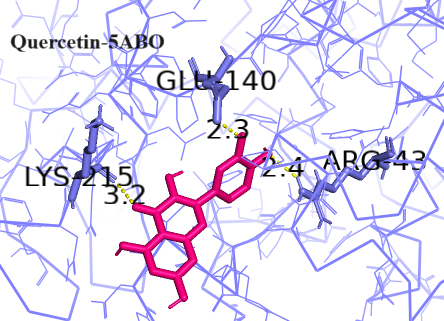 Quercetin-5ABO
GLU-140
2.3
LYS-215
3.2
2.4
ARG-43